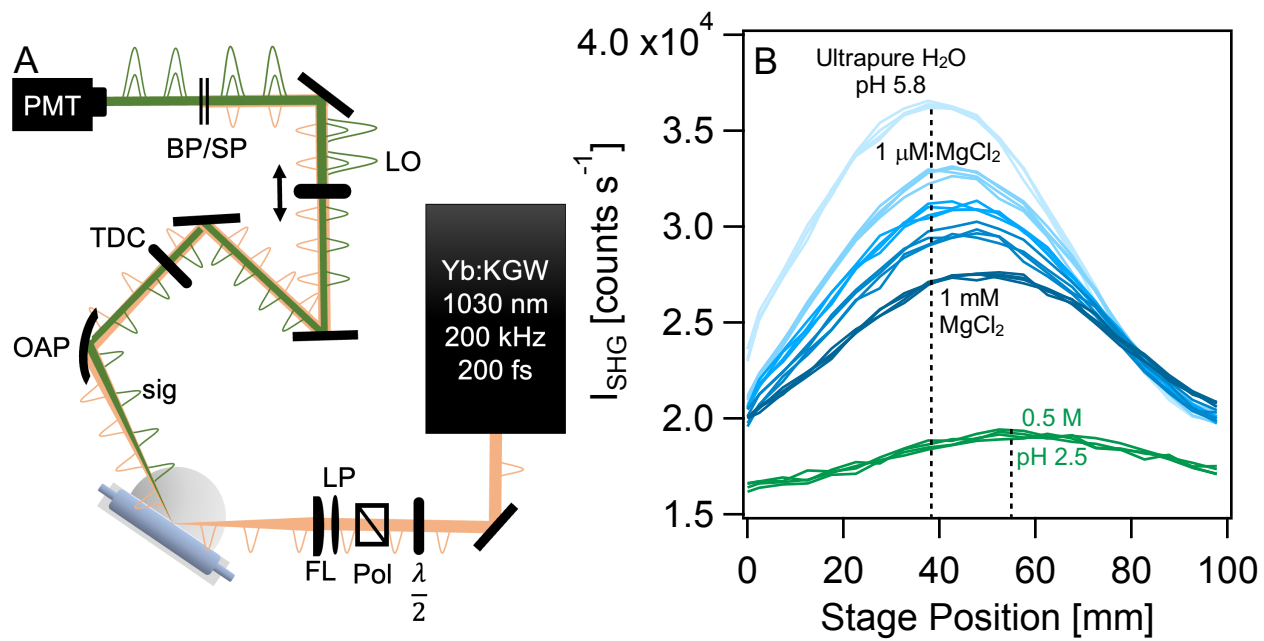 A
PMT
BP/SP
LO
TDC
OAP
sig
Yb:KGW
1030 nm
200 kHz
200 fs
LP
FL
Pol
λ
2
B
4.0 x10⁴
3.5
3.0
2.5
2.0
1.5
I_SHG [counts s⁻¹]
Ultrapure H₂O
pH 5.8
1 μM MgCl₂
1 mM
MgCl₂
0.5 M
pH 2.5
0 20 40 60 80 100
Stage Position [mm]